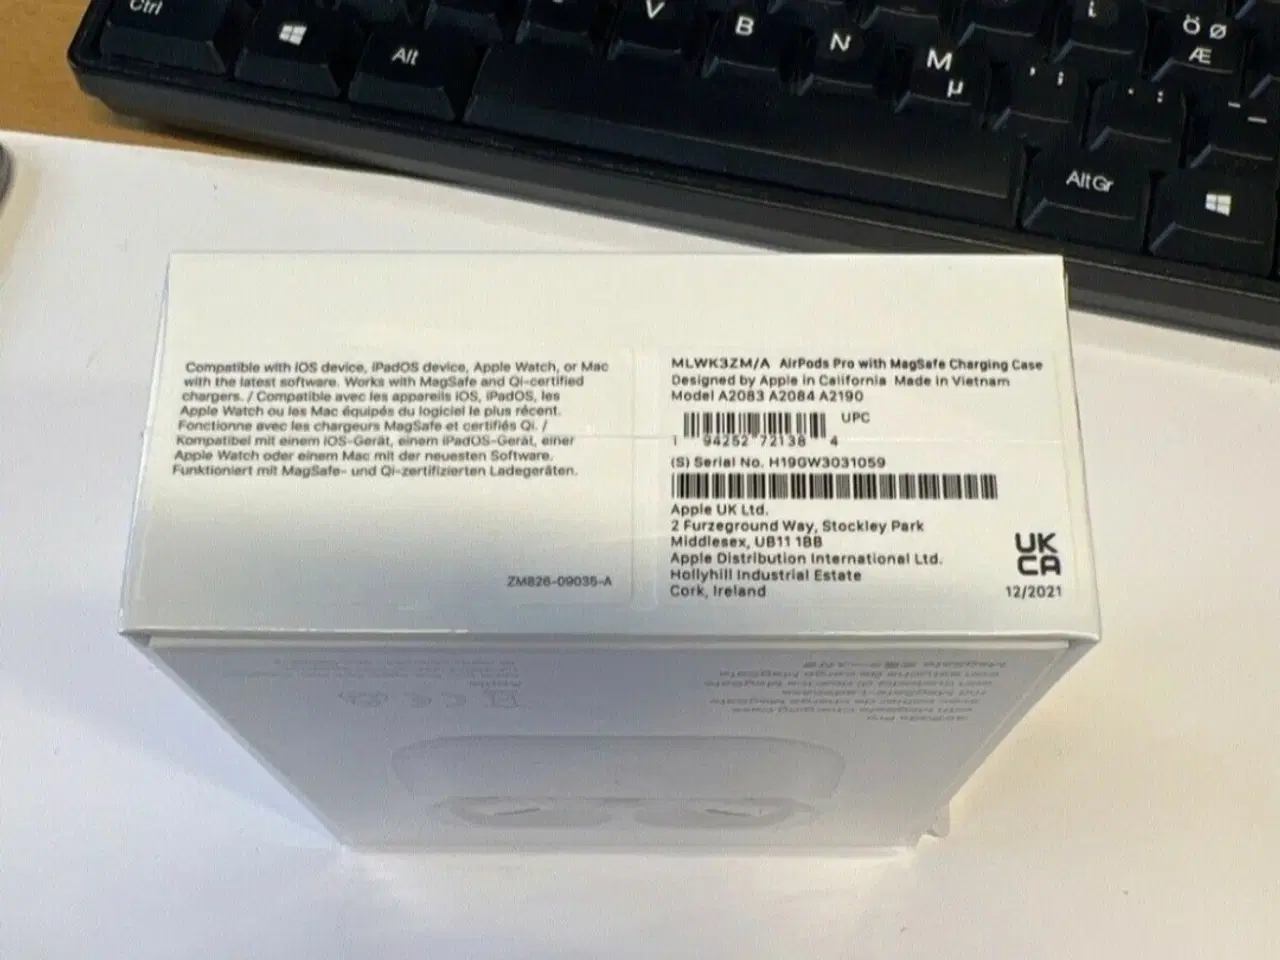 Ctrl
Alt
V
B
N
M
µ
Ö Ø
Æ
Alt Gr
Compatible with iOS device, iPadOS device, Apple Watch, or Mac
with the latest software. Works with MagSafe and Qi-certified
chargers. / Compatible avec les appareils iOS, iPadOS, les
Apple Watch ou les Mac équipés du logiciel le plus récent.
Fonctionne avec les chargeurs MagSafe et certifiés Qi. /
Kompatibel mit einem iOS-Gerät, einem iPadOS-Gerät, einer
Apple Watch oder einem Mac mit der neuesten Software.
Funktioniert mit MagSafe- und Qi-zertifizierten Ladegeräten.
ZM826-09035-A
MLWK3ZM/A AirPods Pro with MagSafe Charging Case
Designed by Apple in California Made in Vietnam
Model A2083 A2084 A2190
UPC
1 94252 72138 4
(S) Serial No. H19GW3031059
Apple UK Ltd.
2 Furzeground Way, Stockley Park
Middlesex, UB11 1BB
Apple Distribution International Ltd.
Hollyhill Industrial Estate
Cork, Ireland
UK
CA
12/2021
AirPods Pro
with MagSafe Charging Case